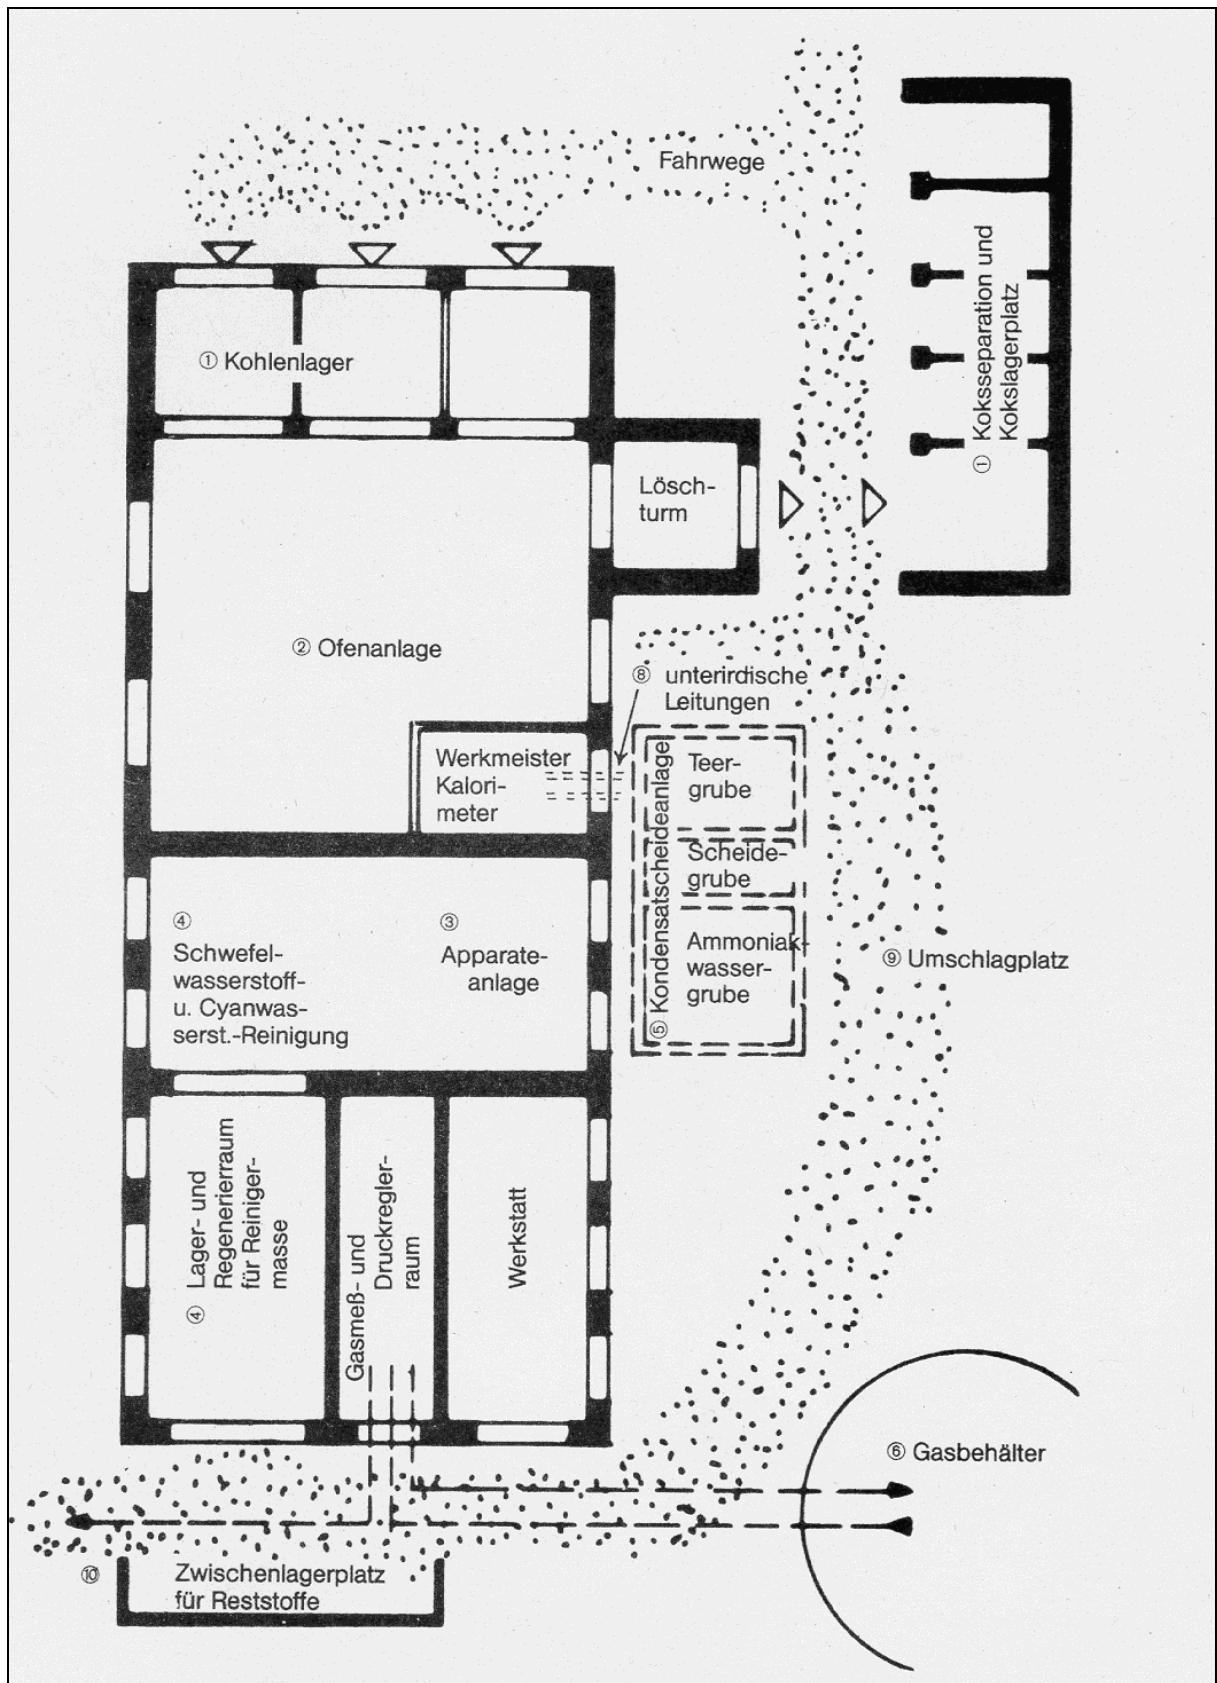 Fahrwege
① Koksseparation und
Kokslagerplatz
① Kohlenlager
Lösch-
turm
② Ofenanlage
⑧ unterirdische
Leitungen
Werkmeister
Kalori-
meter
⑤ Kondensatscheideanlage
Teer-
grube
Scheide-
grube
Ammoniak-
wasser-
grube
④
Schwefel-
wasserstoff-
u. Cyanwas-
serst.-Reinigung
③
Apparate-
anlage
⑨ Umschlagplatz
④ Lager- und
Regenerierraum
für Reiniger-
masse
Gasmeß- und
Druckregler-
raum
Werkstatt
⑥ Gasbehälter
⑩ Zwischenlagerplatz
für Reststoffe